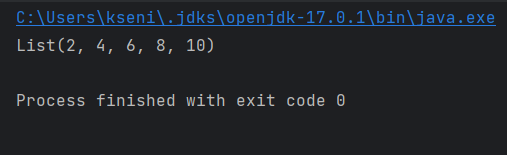 C:\Users\kseni\.jdks\openjdk-17.0.1\bin\java.exe
List(2, 4, 6, 8, 10)
Process finished with exit code 0